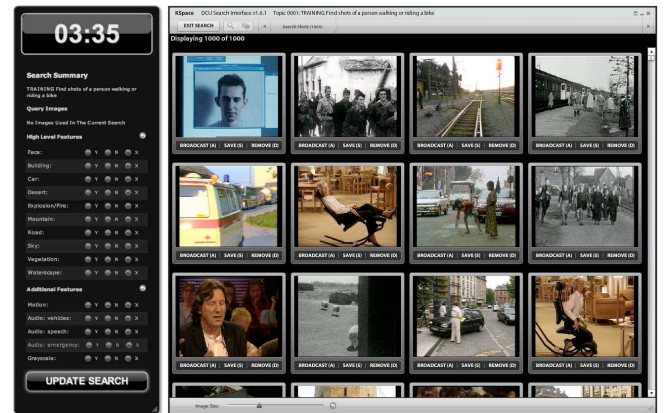 03:35
Search Summary
TRAINING Find shots of a person walking or
riding a bike
Query Images
No Images Used In The Current Search
High Level Features
Face: Y N X
Building: Y N X
Car: Y N X
Desert: Y N X
Explosion/Fire: Y N X
Mountain: Y N X
Road: Y N X
Sky: Y N X
Vegetation: Y N X
Waterscape: Y N X
Additional Features
Motion: Y N X
Audio: vehicles: Y N X
Audio: speech: Y N X
Audio: emergency: Y N X
Grayscale: Y N X
UPDATE SEARCH
KSpace DCU Search Interface v1.6.1 Topic 0001: TRAINING Find shots of a person walking or riding a bike
EXIT SEARCH Search Shots (1000)
Displaying 1000 of 1000
BROADCAST (A) | SAVE (S) | REMOVE (D) BROADCAST (A) | SAVE (S) | REMOVE (D) BROADCAST (A) | SAVE (S) | REMOVE (D) BROADCAST (A) | SAVE (S) | REMOVE (D)
BROADCAST (A) | SAVE (S) | REMOVE (D) BROADCAST (A) | SAVE (S) | REMOVE (D) BROADCAST (A) | SAVE (S) | REMOVE (D) BROADCAST (A) | SAVE (S) | REMOVE (D)
BROADCAST (A) | SAVE (S) | REMOVE (D) BROADCAST (A) | SAVE (S) | REMOVE (D) BROADCAST (A) | SAVE (S) | REMOVE (D) BROADCAST (A) | SAVE (S) | REMOVE (D)
Image Size: